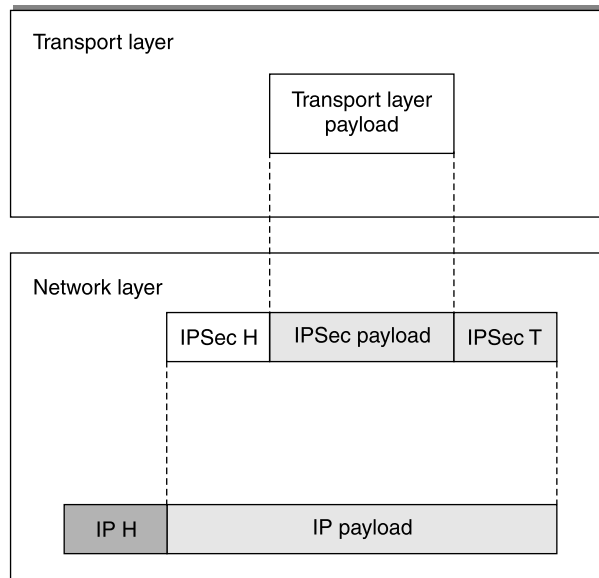 Transport layer
Transport layer
payload
Network layer
IPSec H
IPSec payload
IPSec T
IP H
IP payload